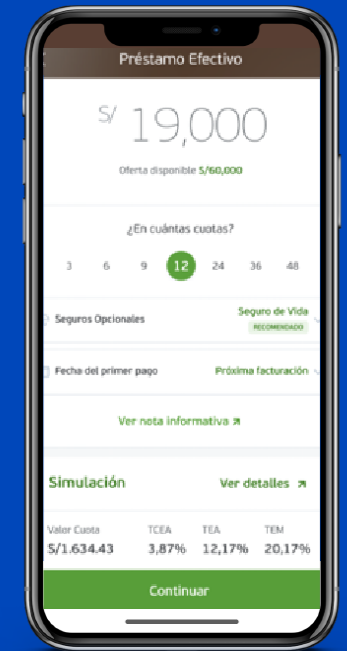 Préstamo Efectivo
S/ 19,000
Oferta disponible S/60,000
¿En cuántas cuotas?
3 6 9 12 24 36 48
Seguros Opcionales Seguro de Vida
RECOMENDADO
Fecha del primer pago Próxima facturación
Ver nota informativa
Simulación Ver detalles
Valor Cuota TCEA TEA TEM
S/1.634.43 3,87% 12,17% 20,17%
Continuar